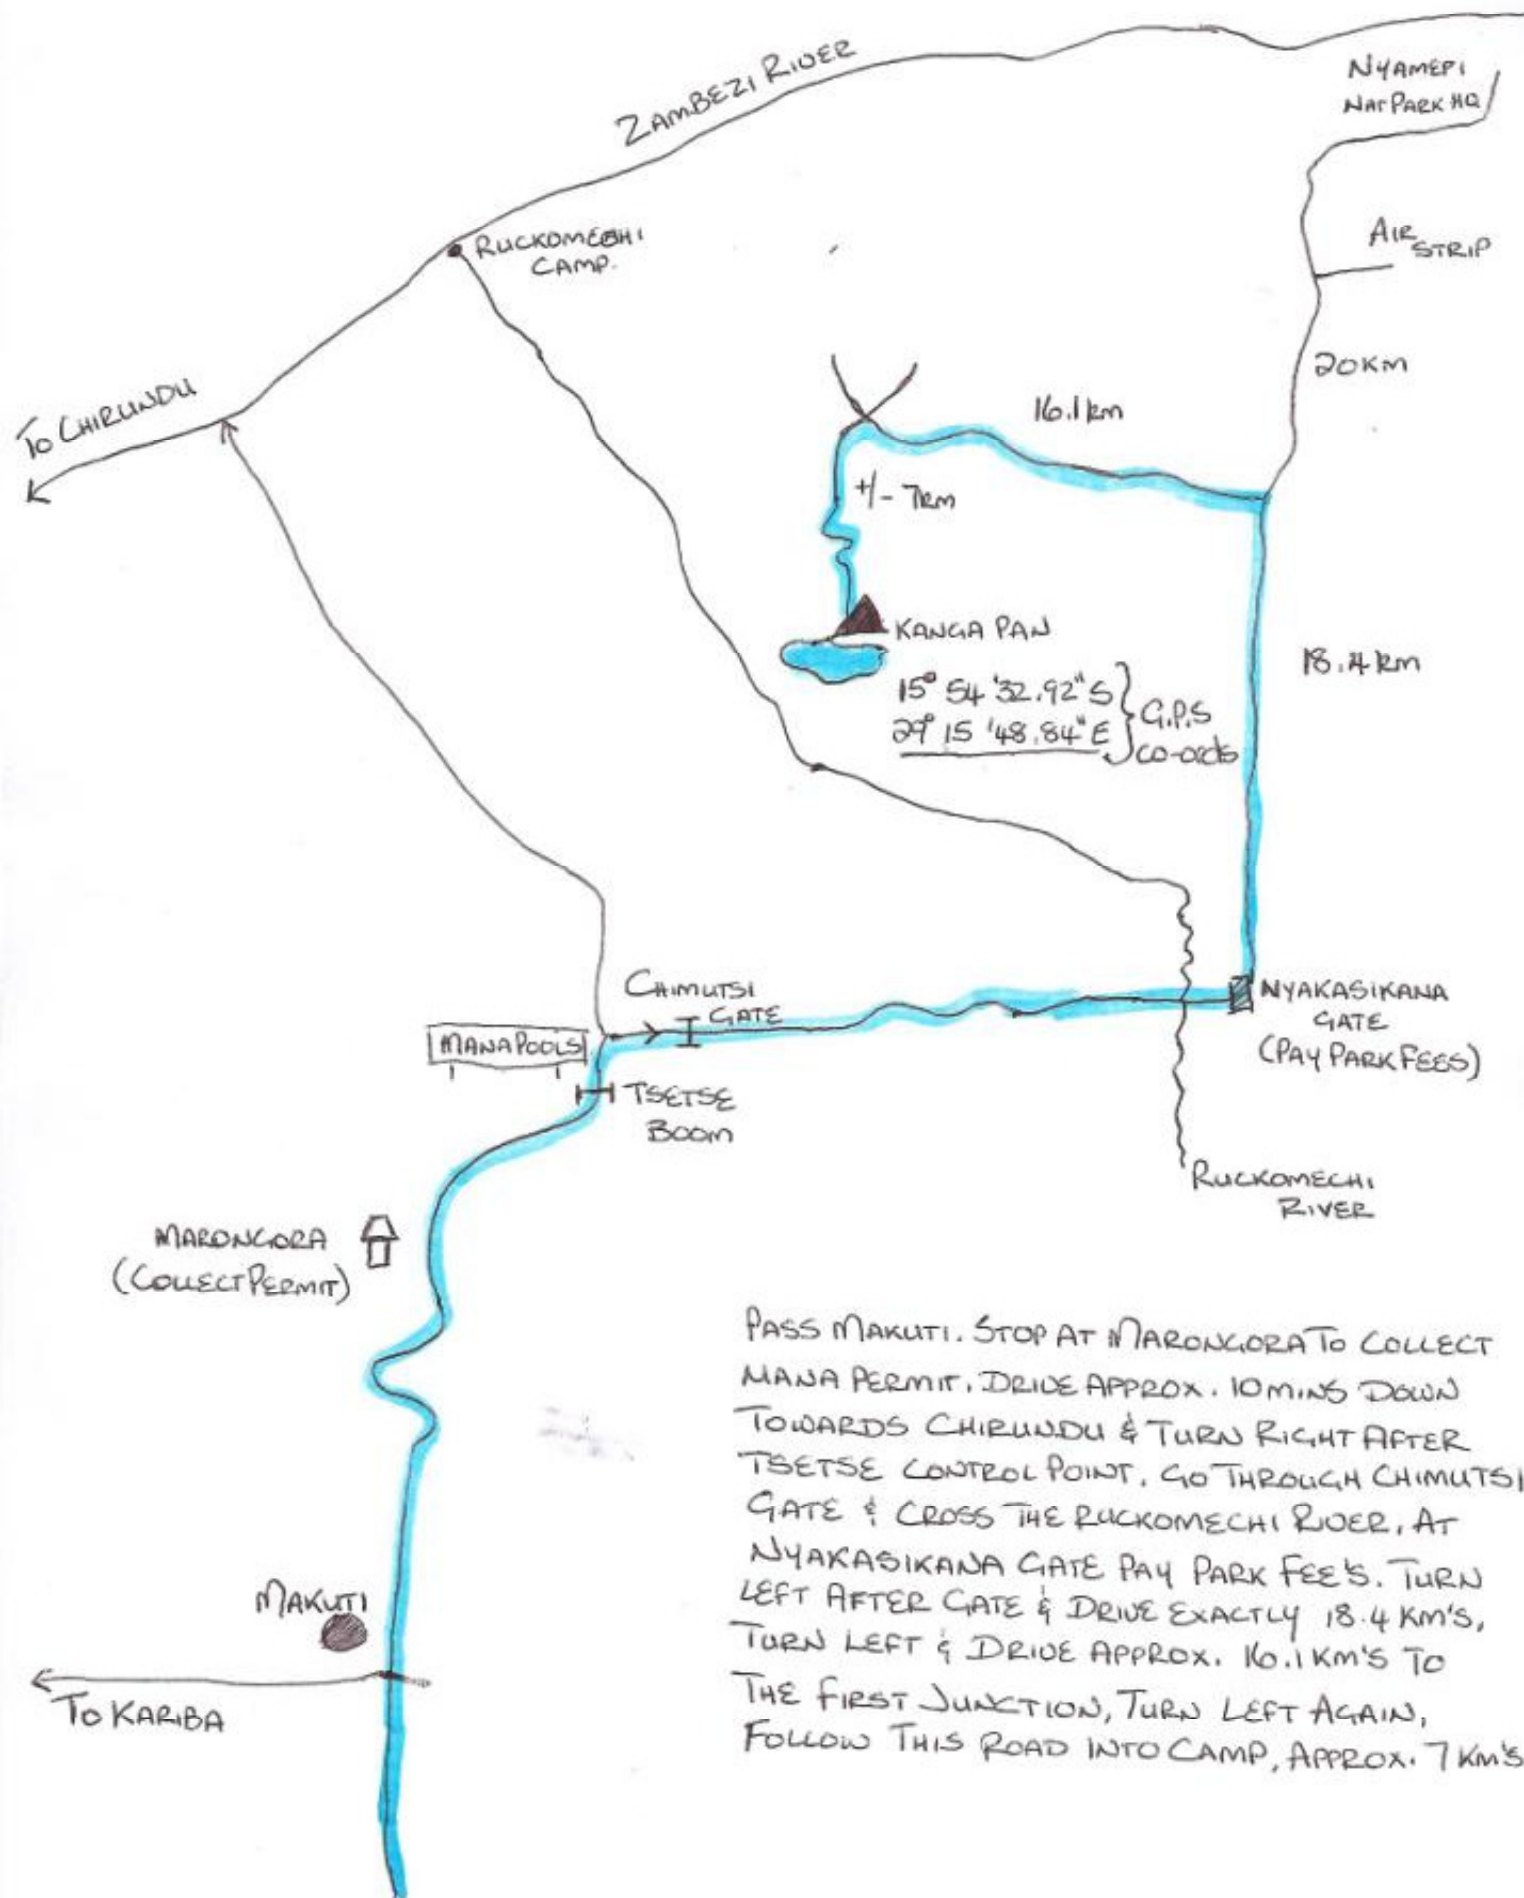 ZAMBEZI RIVER
NYAMEPI
NAT PARK HQ
AIR
STRIP
RUCKOMECHI
CAMP.
20KM
TO CHIRUNDU
16.1km
+/- 7km
KANGA PAN
15° 54 '32.92" S
29° 15 '48.84" E
G.P.S
CO-ORDS
18.4 km
CHIMUTSI
GATE
NYAKASIKANA
GATE
(PAY PARK FEES)
MANA POOLS
TSETSE
BOOM
RUCKOMECHI
RIVER
MARONGORA
(COLLECT PERMIT)
MAKUTI
TO KARIBA
PASS MAKUTI. STOP AT MARONGORA TO COLLECT
MANA PERMIT. DRIVE APPROX. 10 MINS DOWN
TOWARDS CHIRUNDU & TURN RIGHT AFTER
TSETSE CONTROL POINT. GO THROUGH CHIMUTSI
GATE & CROSS THE RUCKOMECHI RIVER, AT
NYAKASIKANA GATE PAY PARK FEE'S. TURN
LEFT AFTER GATE & DRIVE EXACTLY 18.4 KM'S,
TURN LEFT & DRIVE APPROX. 16.1 KM'S TO
THE FIRST JUNCTION, TURN LEFT AGAIN,
FOLLOW THIS ROAD INTO CAMP, APPROX. 7 KM'S